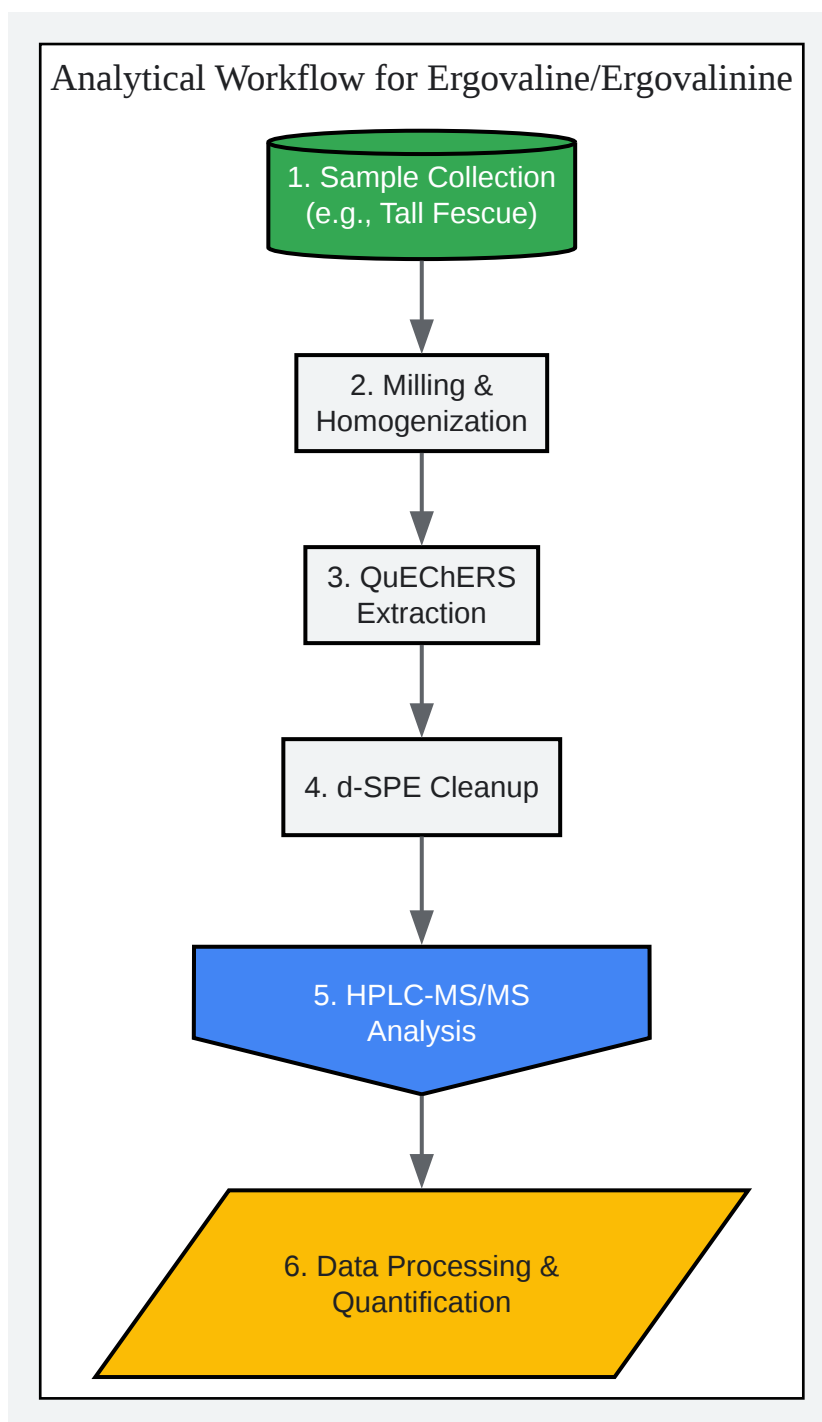 Analytical Workflow for Ergovaline/Ergovalinine
1. Sample Collection
(e.g., Tall Fescue)
2. Milling &
Homogenization
3. QuEChERS
Extraction
4. d-SPE Cleanup
5. HPLC-MS/MS
Analysis
6. Data Processing &
Quantification